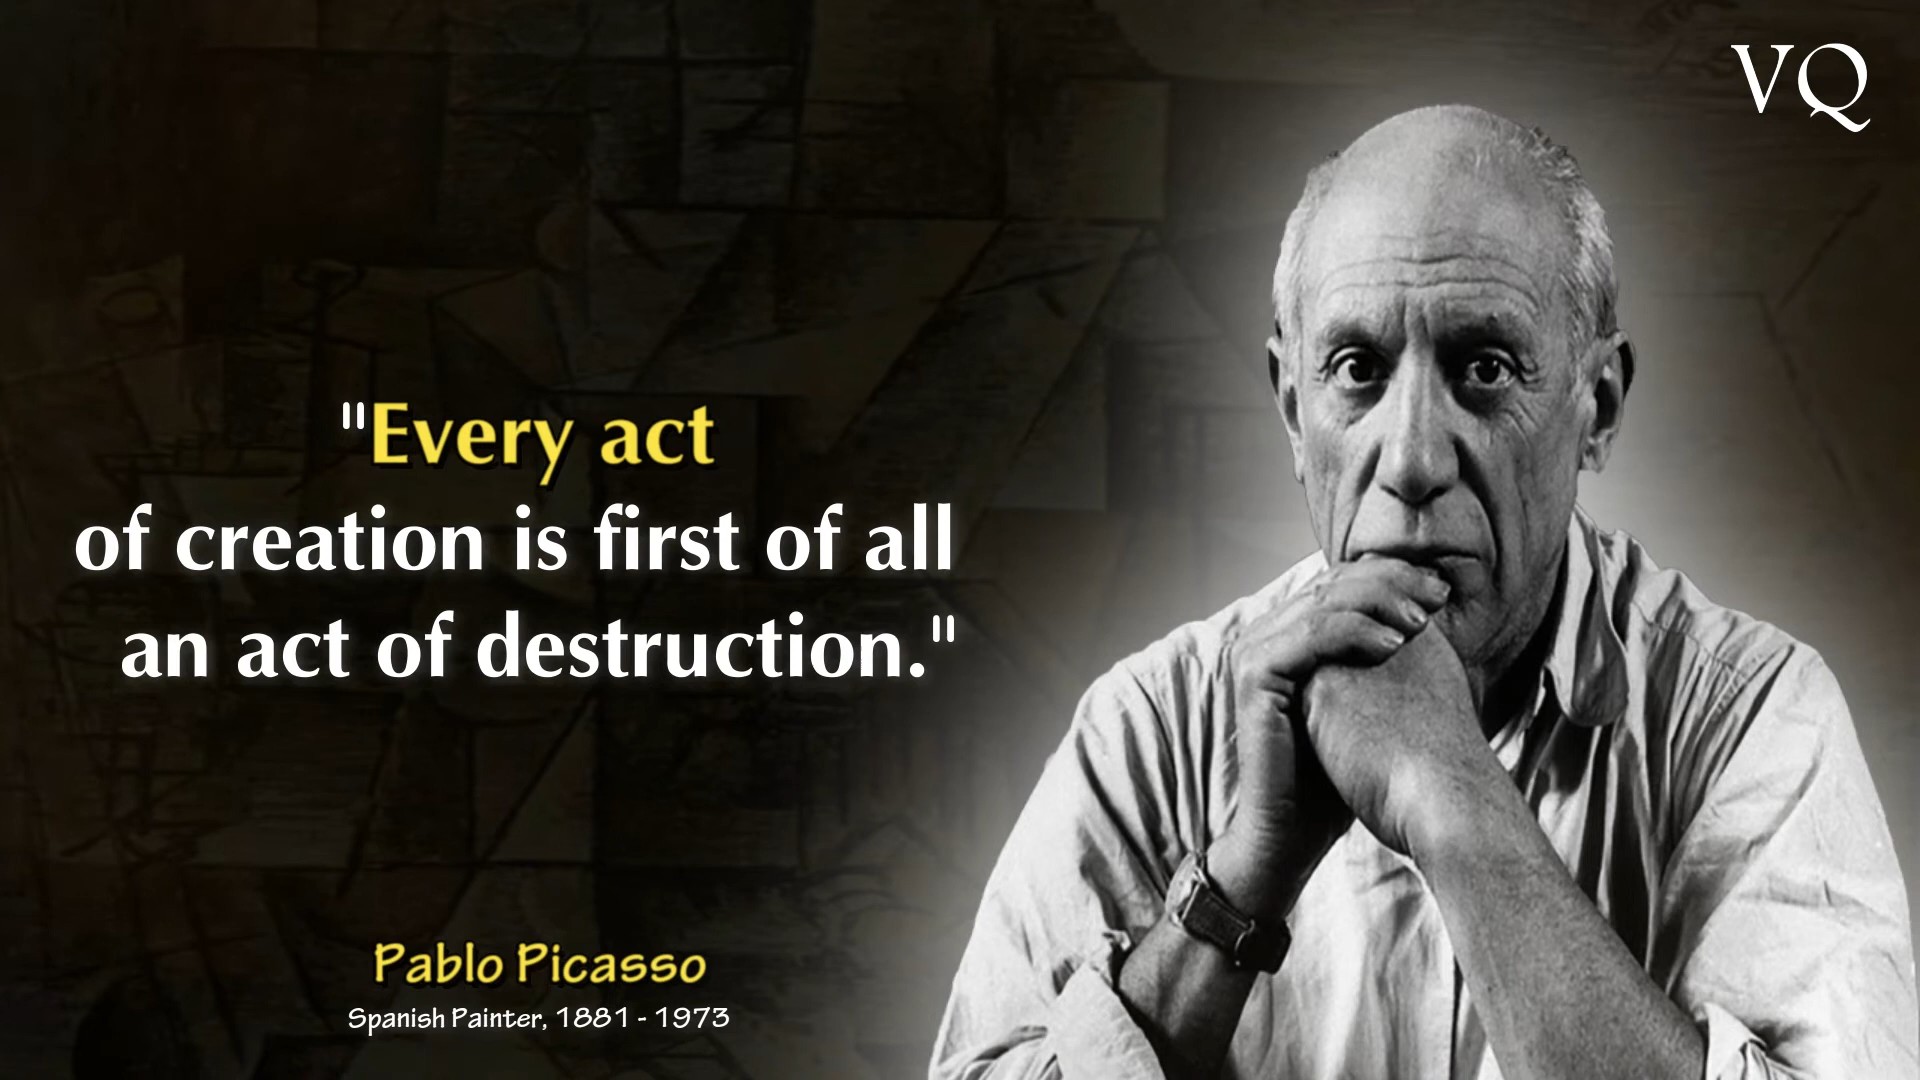 VQ
"Every act
of creation is first of all
an act of destruction."
Pablo Picasso
Spanish Painter, 1881 - 1973